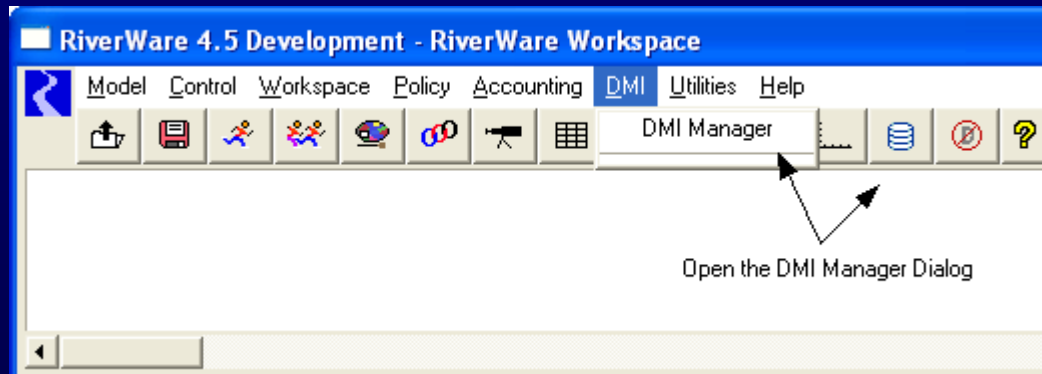 RiverWare 4.5 Development - RiverWare Workspace
Model Control Workspace Policy Accounting DMI Utilities Help
DMI Manager
Open the DMI Manager Dialog